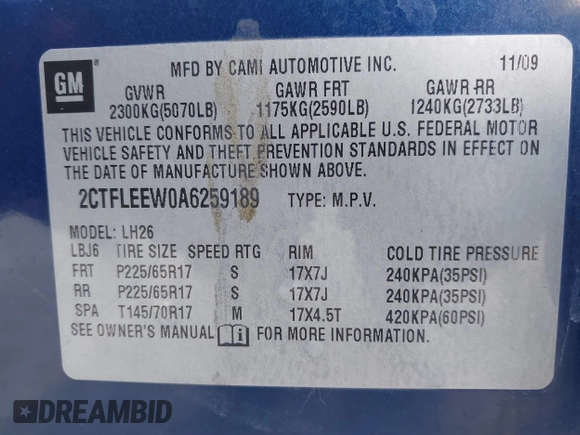 GM
MFD BY CAMI AUTOMOTIVE INC. 11/09
GVWR GAWR FRT GAWR RR
2300KG(5070LB) 1175KG(2590LB) 1240KG(2733LB)
THIS VEHICLE CONFORMS TO ALL APPLICABLE U.S. FEDERAL MOTOR
VEHICLE SAFETY AND THEFT PREVENTION STANDARDS IN EFFECT ON
THE DATE OF MANUFACTURE SHOWN ABOVE.
2CTFLEEW0A6259189 TYPE: M.P.V.
MODEL: LH26
LBJ6 TIRE SIZE SPEED RTG RIM COLD TIRE PRESSURE
FRT P225/65R17 S 17X7J 240KPA(35PSI)
RR P225/65R17 S 17X7J 240KPA(35PSI)
SPA T145/70R17 M 17X4.5T 420KPA(60PSI)
SEE OWNER'S MANUAL FOR MORE INFORMATION.
DREAMBID